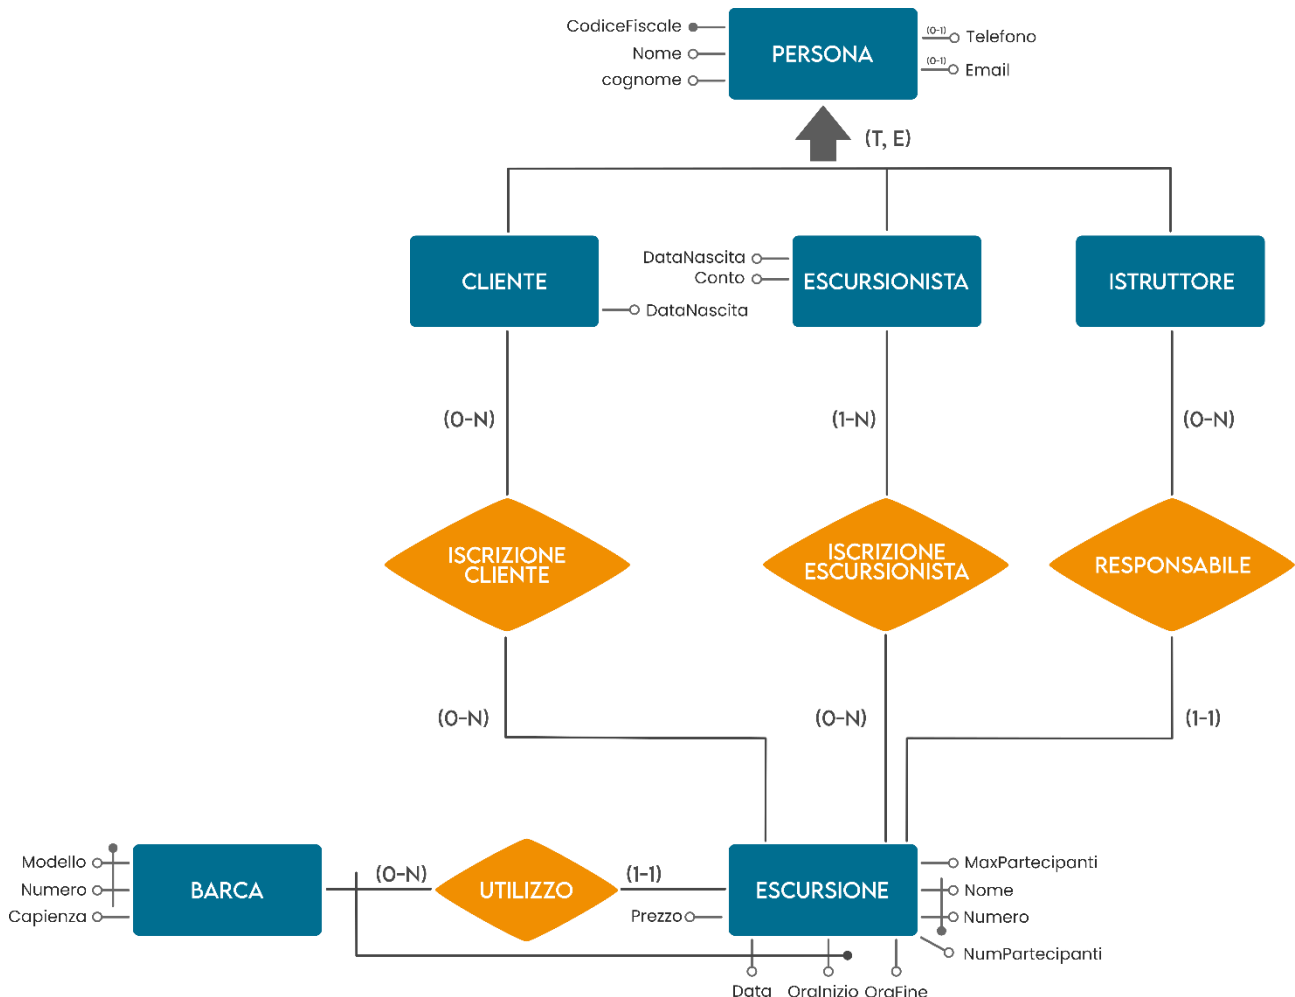 CodiceFiscale
Nome
cognome
PERSONA
(0-1) Telefono
(0-1) Email
(T, E)
CLIENTE
DataNascita
DataNascita
Conto
ESCURSIONISTA
ISTRUTTORE
(0-N)
(1-N)
(0-N)
ISCRIZIONE
CLIENTE
ISCRIZIONE
ESCURSIONISTA
RESPONSABILE
(0-N)
(0-N)
(1-1)
Modello
Numero
Capienza
BARCA
(0-N)
UTILIZZO
(1-1)
ESCURSIONE
Prezzo
MaxPartecipanti
Nome
Numero
NumPartecipanti
Data
OraInizio
OraFine